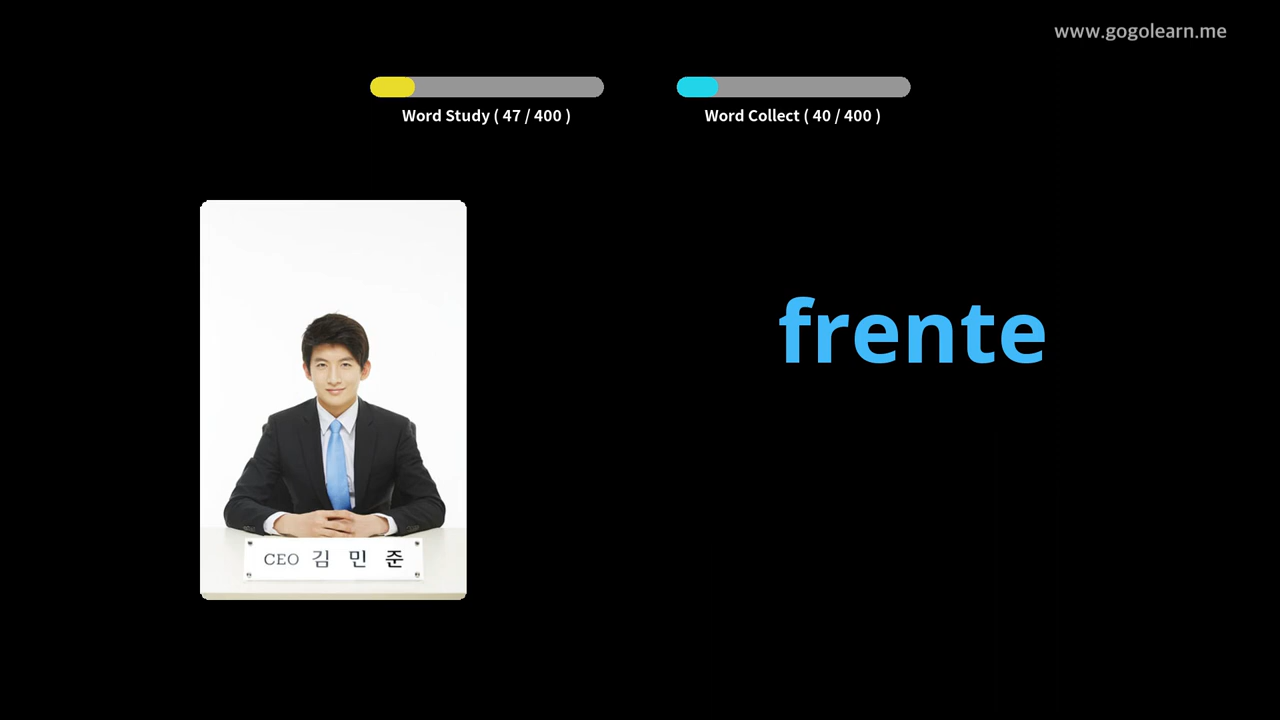 www.gogolearn.me
Word Study ( 47 / 400 )
Word Collect ( 40 / 400 )
frente
CEO 김 민 준